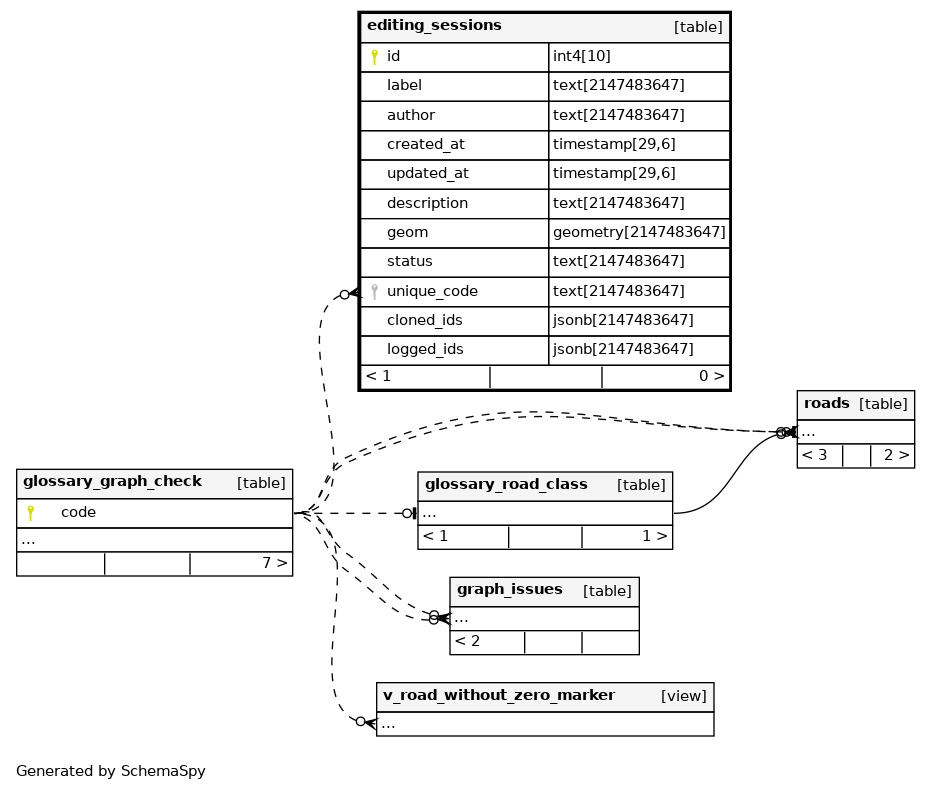 editing_sessions [table]
id int4[10]
label text[2147483647]
author text[2147483647]
created_at timestamp[29,6]
updated_at timestamp[29,6]
description text[2147483647]
geom geometry[2147483647]
status text[2147483647]
unique_code text[2147483647]
cloned_ids jsonb[2147483647]
logged_ids jsonb[2147483647]
< 1 0 >
roads [table]
...
< 3 2 >
glossary_graph_check [table]
code
...
7 >
glossary_road_class [table]
...
< 1 1 >
graph_issues [table]
...
< 2
v_road_without_zero_marker [view]
...
Generated by SchemaSpy